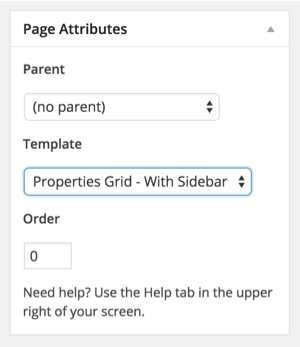 Page Attributes
Parent
(no parent)
Template
Properties Grid - With Sidebar
Order
0
Need help? Use the Help tab in the upper
right of your screen.